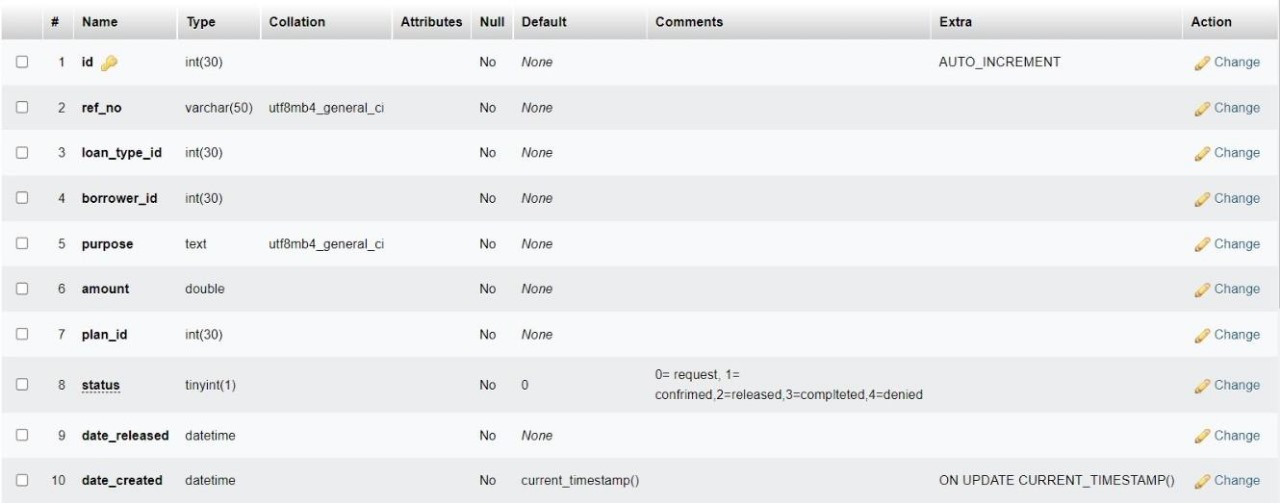 # Name Type Collation Attributes Null Default Comments Extra Action
1 id int(30) No None AUTO_INCREMENT Change
2 ref_no varchar(50) utf8mb4_general_ci No None Change
3 loan_type_id int(30) No None Change
4 borrower_id int(30) No None Change
5 purpose text utf8mb4_general_ci No None Change
6 amount double No None Change
7 plan_id int(30) No None Change
8 status tinyint(1) No 0 0= request, 1=
confrimed,2=released,3=complteted,4=denied Change
9 date_released datetime No None Change
10 date_created datetime No current_timestamp() ON UPDATE CURRENT_TIMESTAMP() Change